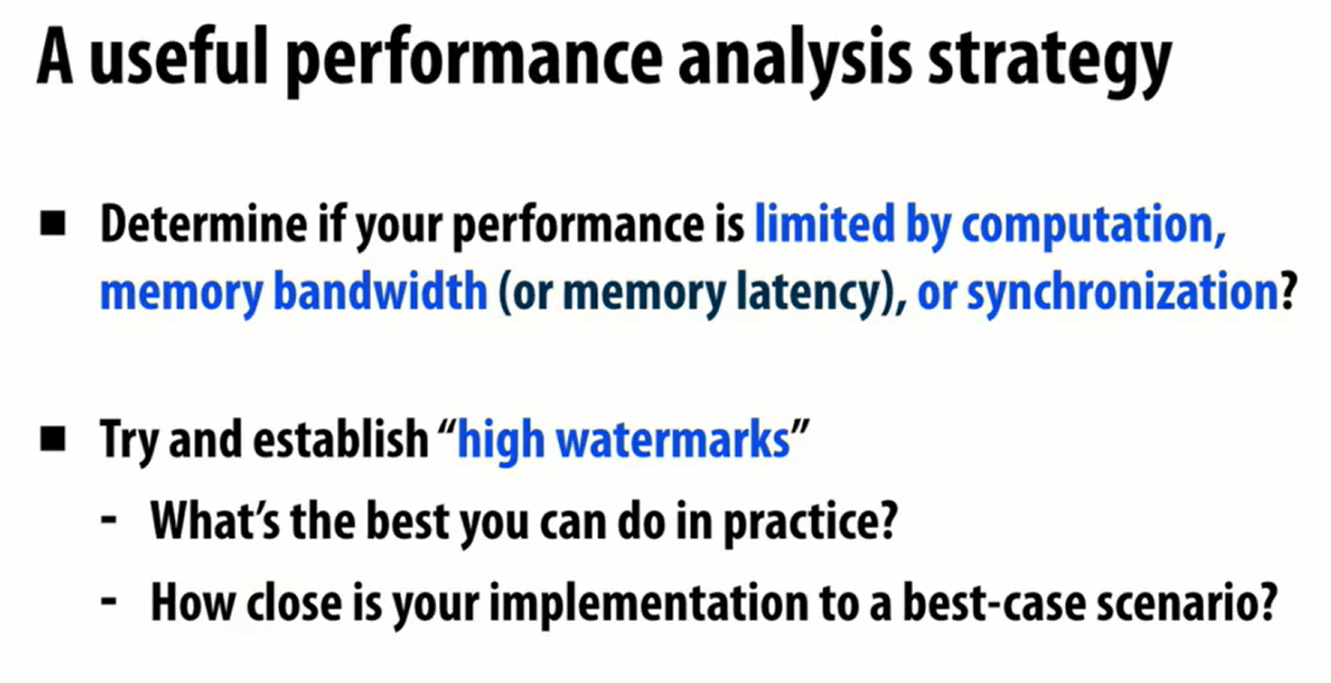 A useful performance analysis strategy
■ Determine if your performance is limited by computation,
memory bandwidth (or memory latency), or synchronization?
■ Try and establish “high watermarks”
- What’s the best you can do in practice?
- How close is your implementation to a best-case scenario?